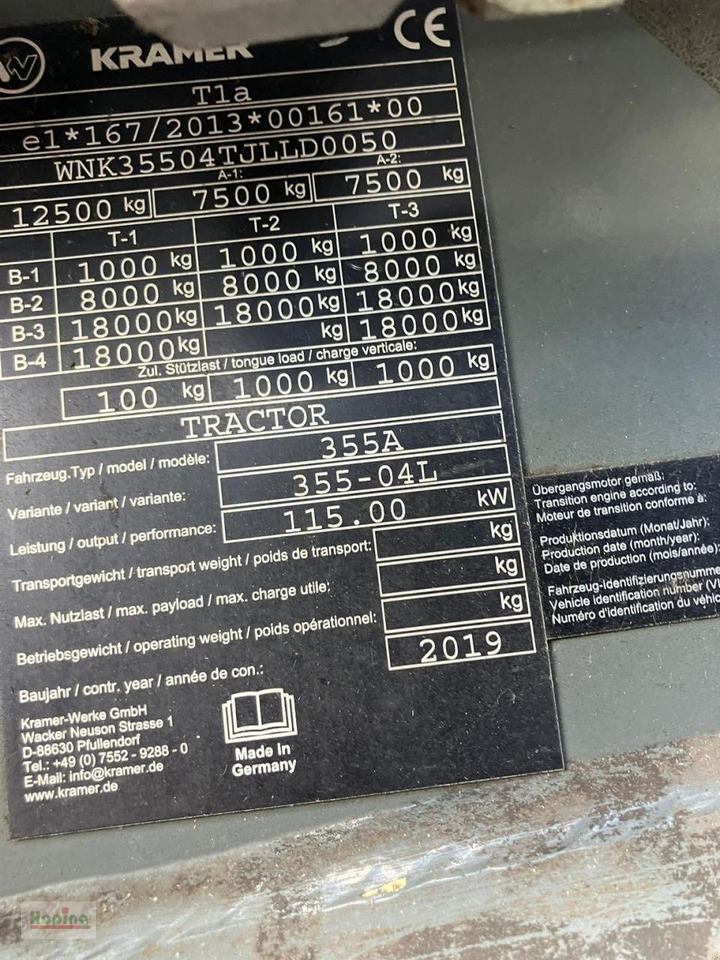 KRAMER CE
T1a
e1*167/2013*00161*00
WNK35504TJLLD0050
A-1: A-2:
12500 kg 7500 kg 7500 kg
T-1 T-2 T-3
B-1 1000 kg 1000 kg 1000 kg
B-2 8000 kg 8000 kg 8000 kg
B-3 18000 kg 18000 kg 18000 kg
B-4 18000 kg kg 18000 kg
Zul. Stützlast / tongue load / charge verticale:
100 kg 1000 kg 1000 kg
TRACTOR
Fahrzeug.Typ / model / modèle: 355A
Variante / variant / variante: 355-04L
Leistung / output / performance: 115.00 kW
Transportgewicht / transport weight / poids de transport: kg
Max. Nutzlast / max. payload / max. charge utile: kg
Betriebsgewicht / operating weight / poids opérationnel: kg
Baujahr / contr. year / année de con.: 2019
Kramer-Werke GmbH
Wacker Neuson Strasse 1
D-88630 Pfullendorf
Tel.: +49 (0) 7552 - 9288 - 0
E-Mail: info@kramer.de
www.kramer.de
Made In
Germany
Übergangsmotor gemäß:
Transition engine according to:
Moteur de transition conforme à:
Produktionsdatum (Monat/Jahr):
Production date (month/year):
Date de production (mois/année):
Fahrzeug-Identifizierungsnumme
Vehicle identification number (V
Numéro d'identification du véhic
Hoping